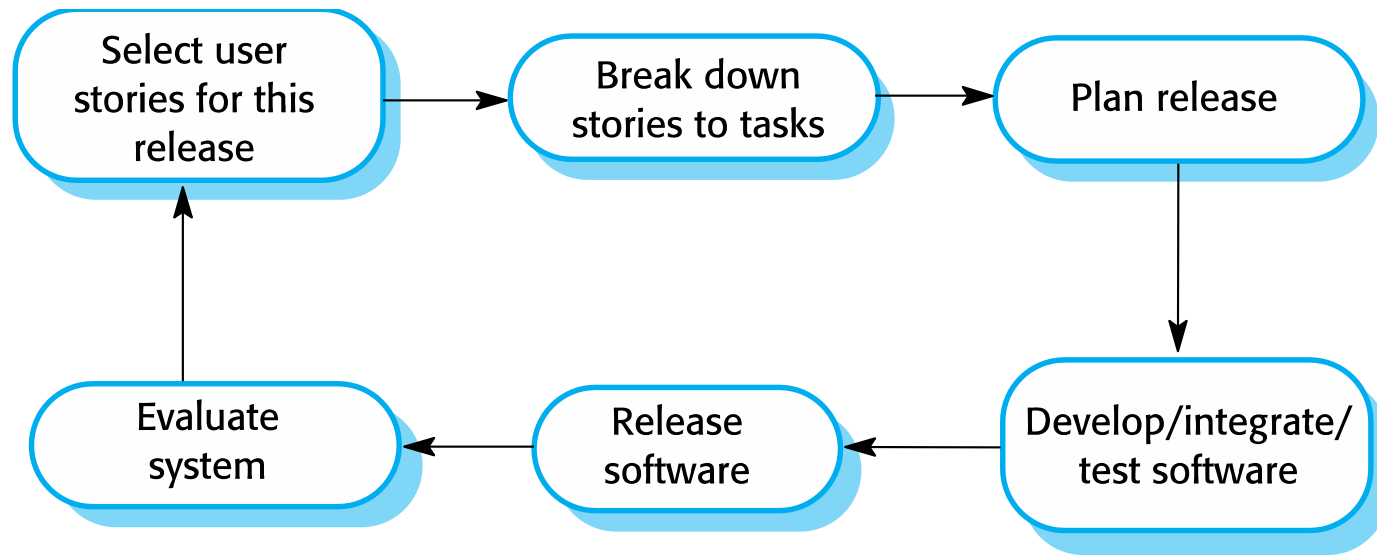 Select user
stories for this
release
Break down
stories to tasks
Plan release
Develop/integrate/
test software
Release
software
Evaluate
system